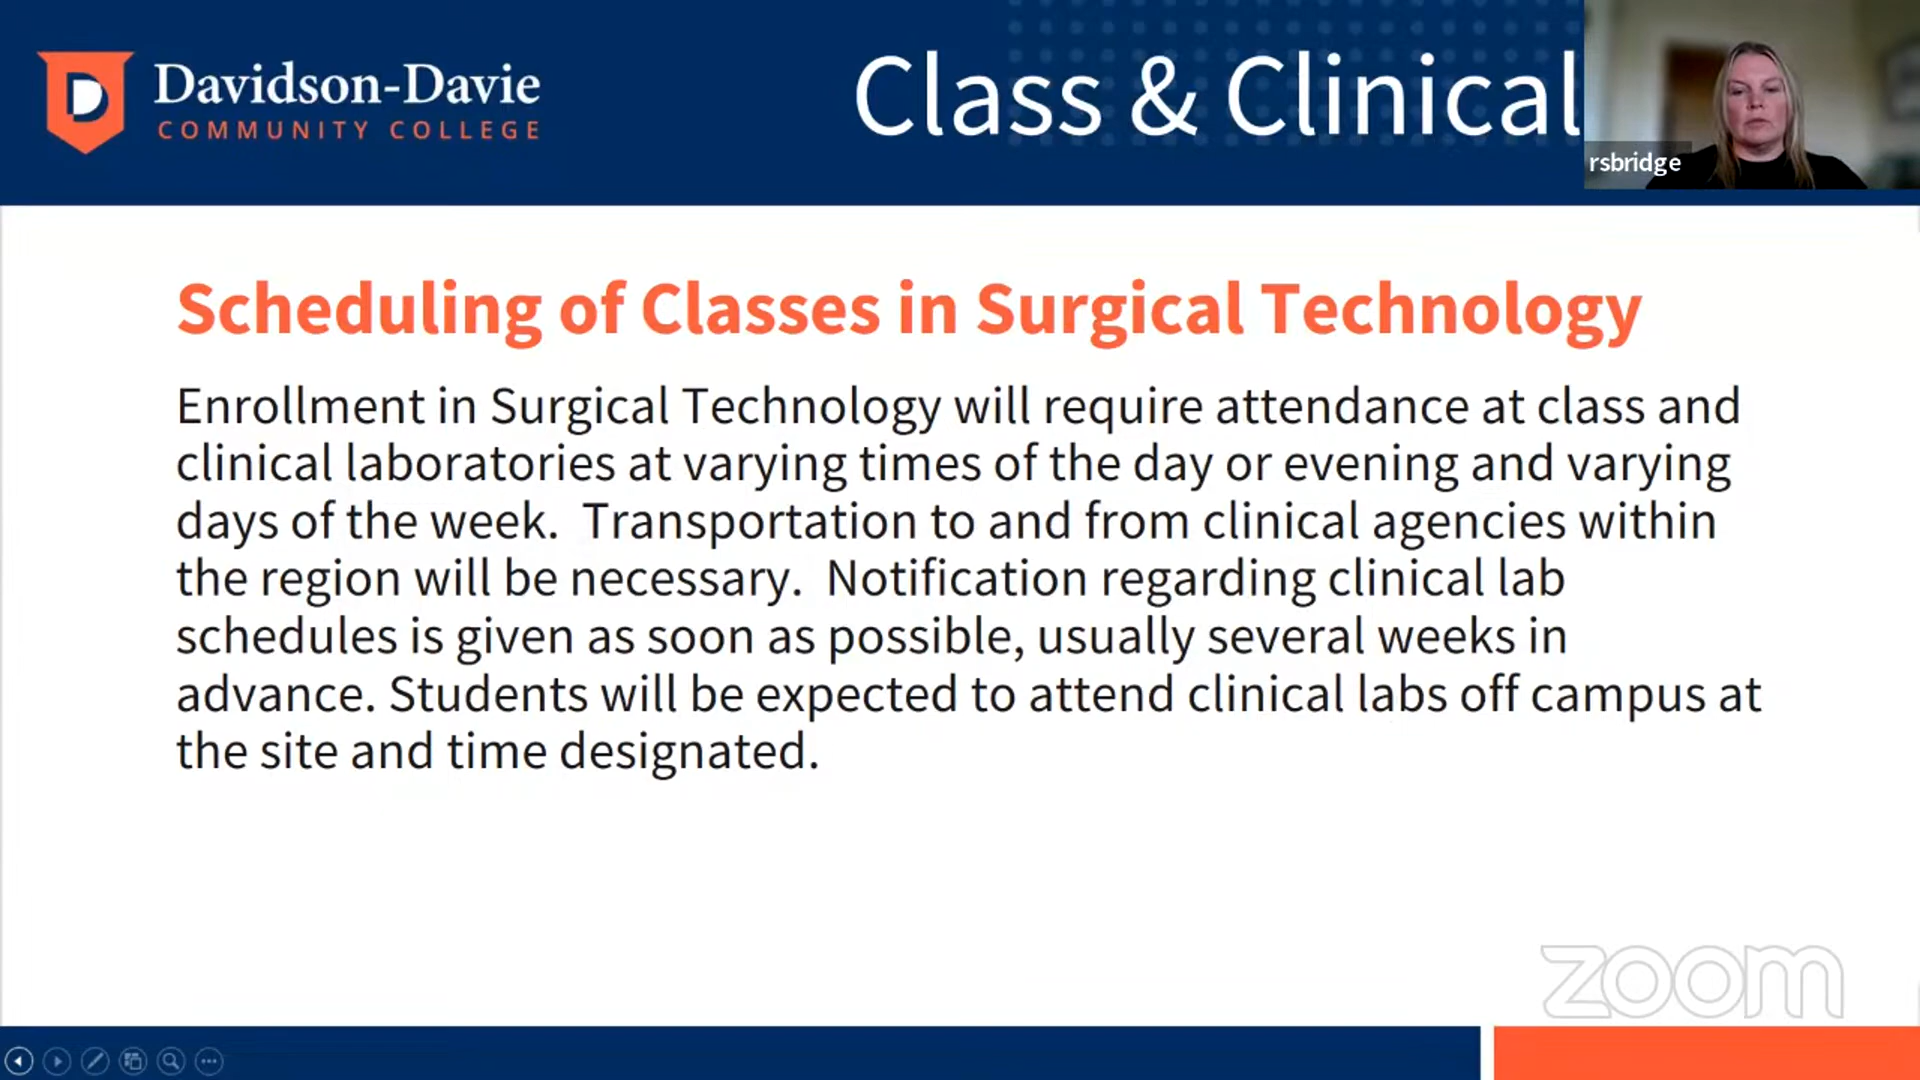 Davidson-Davie
COMMUNITY COLLEGE
Class & Clinical
rsbridge
Scheduling of Classes in Surgical Technology
Enrollment in Surgical Technology will require attendance at class and
clinical laboratories at varying times of the day or evening and varying
days of the week.  Transportation to and from clinical agencies within
the region will be necessary.  Notification regarding clinical lab
schedules is given as soon as possible, usually several weeks in
advance. Students will be expected to attend clinical labs off campus at
the site and time designated.
zoom